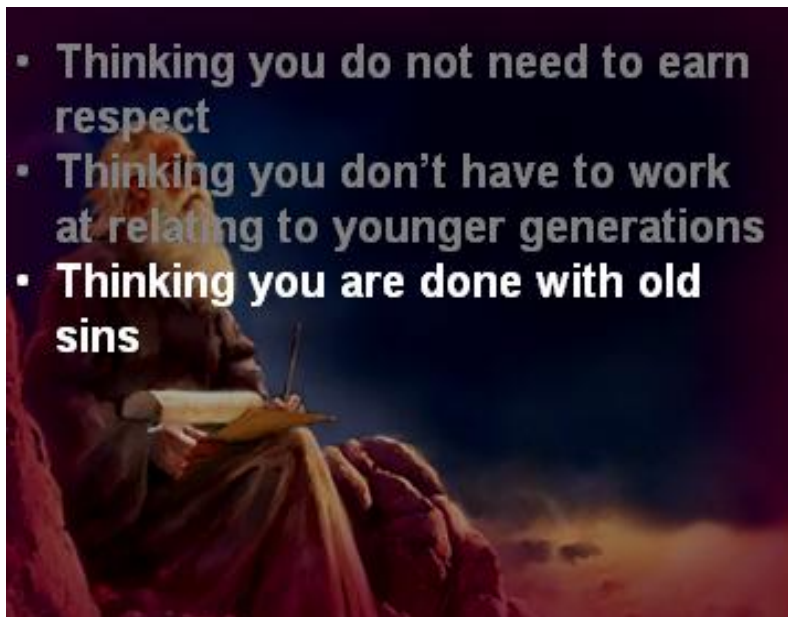 • Thinking you do not need to earn
respect
• Thinking you don’t have to work
at relating to younger generations
• Thinking you are done with old
sins